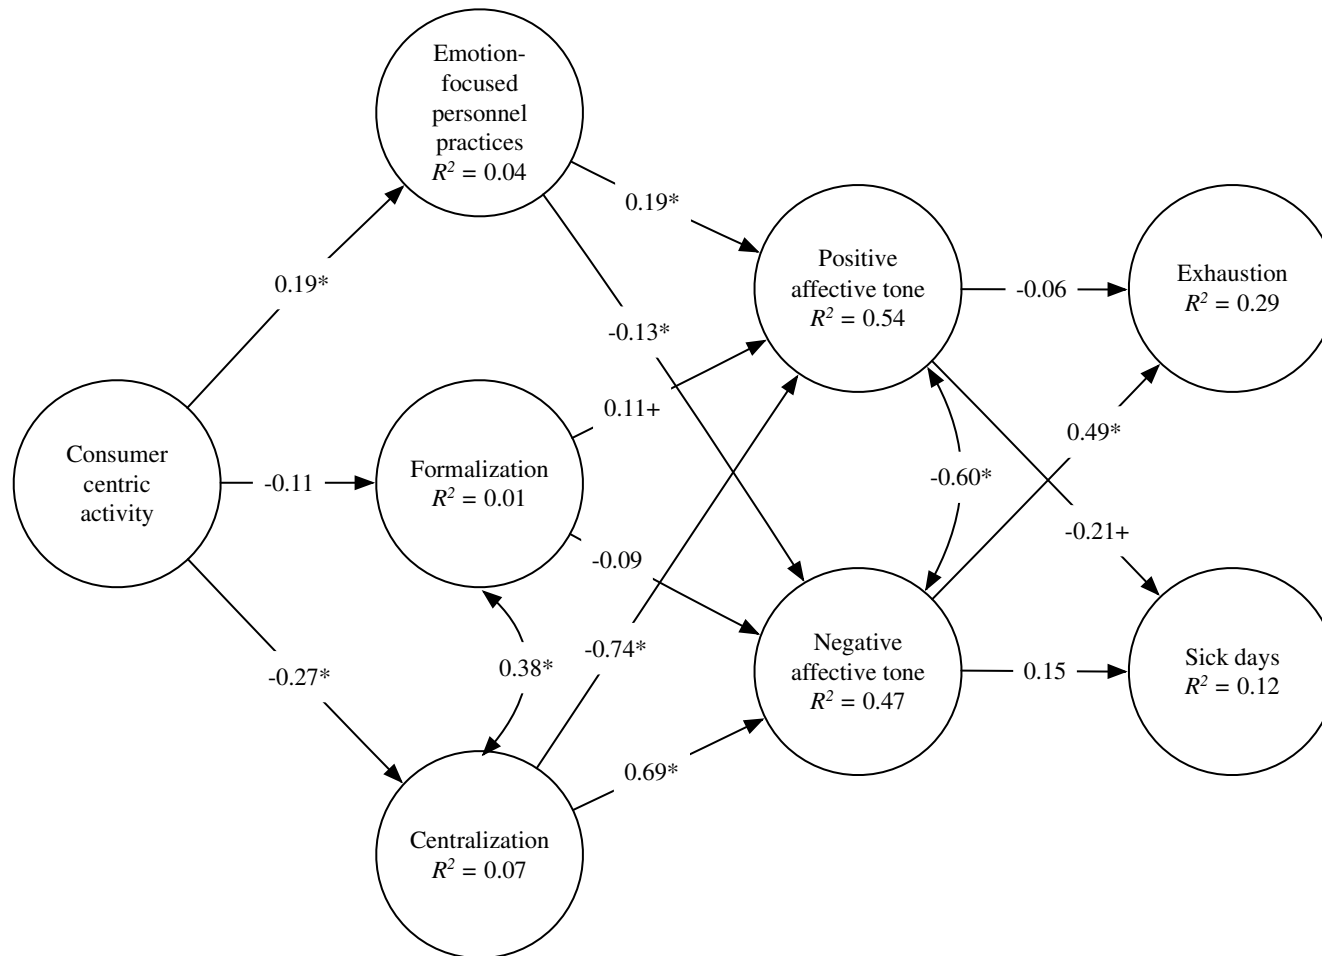 Emotion-
focused
personnel
practices
R² = 0.04
0.19*
Positive
affective tone
R² = 0.54
-0.06
Exhaustion
R² = 0.29
0.19*
-0.13*
0.11+
0.49*
Consumer
centric
activity
-0.11
Formalization
R² = 0.01
-0.60*
-0.21+
-0.09
-0.27*
0.38*
-0.74*
Negative
affective tone
R² = 0.47
0.15
Sick days
R² = 0.12
0.69*
Centralization
R² = 0.07